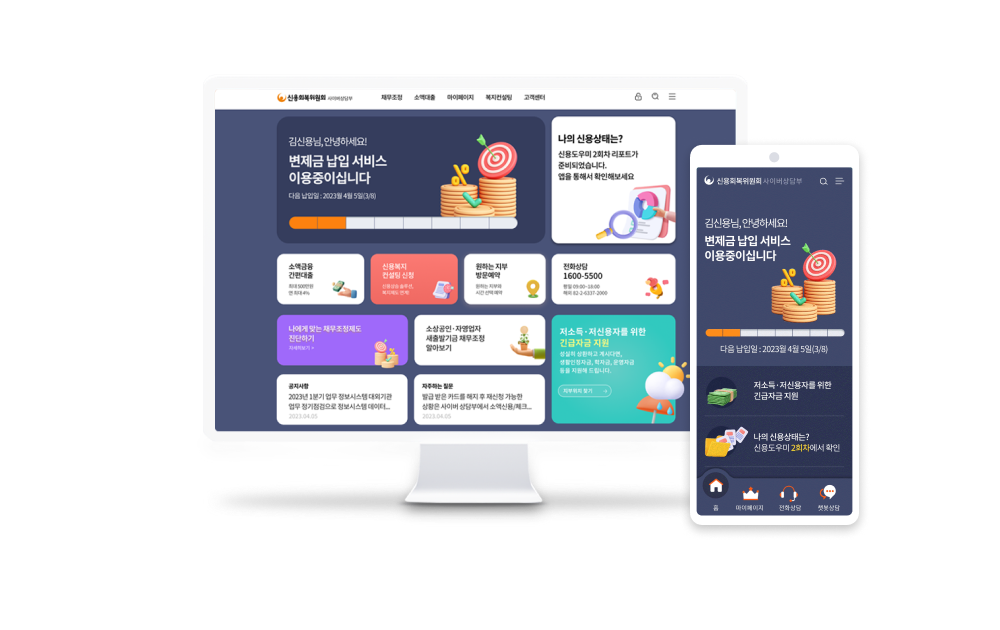 신용회복위원회 사이버상담부
채무조정 소액대출 마이페이지 복지컨설팅 고객센터
김신용님, 안녕하세요!
변제금 납입 서비스
이용중이십니다
다음 납입일 : 2023월 4월 5일(3/8)
나의 신용상태는?
신용도우미 2회차 리포트가
준비되었습니다.
앱을 통해서 확인해보세요
소액금융
간편대출
최대 500만원
연 최대 4%
신용복지
컨설팅 신청
신용상담 솔루션,
복지제도 연계!
원하는 지부
방문예약
원하는 지부와
시간 선택 예약
전화상담
1600-5500
평일 09:00~18:00
해외 02-2-6337-2000
나에게 맞는 채무조정제도
진단하기
자세히보기 >
소상공인·자영업자
새출발기금 채무조정
알아보기
저소득·저신용자를 위한
긴급자금 지원
성실히 상환하고 계시다면,
생활안정자금, 학자금, 운영자금
등을 지원해 드립니다.
지부위치 찾기
공지사항
2023년 1분기 업무 정보시스템 대외기관
업무 정기점검으로 정보시스템 데이터...
2023.04.05
자주하는 질문
발급 받은 카드를 해지 후 재신청 가능한
상황은 사이버 상담부에서 소액신용/체크...
2023.04.05
신용회복위원회 사이버상담부
김신용님, 안녕하세요!
변제금 납입 서비스
이용중이십니다
다음 납입일 : 2023월 4월 5일(3/8)
저소득·저신용자를 위한
긴급자금 지원
나의 신용상태는?
신용도우미 2회차에서 확인
홈 마이페이지 전화상담 챗봇상담